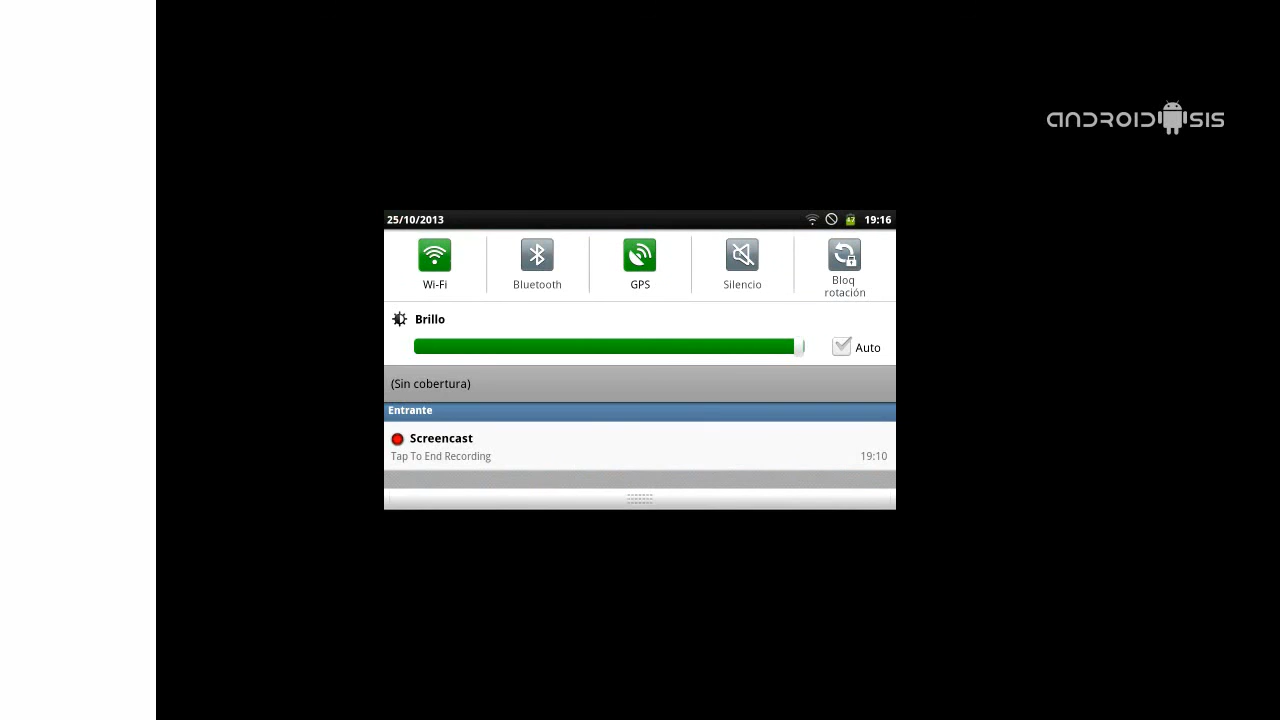 ANDROIDSIS
25/10/2013 47 19:16
Wi-Fi Bluetooth GPS Silencio Bloq rotación
Brillo
Auto
(Sin cobertura)
Entrante
Screencast
Tap To End Recording 19:10